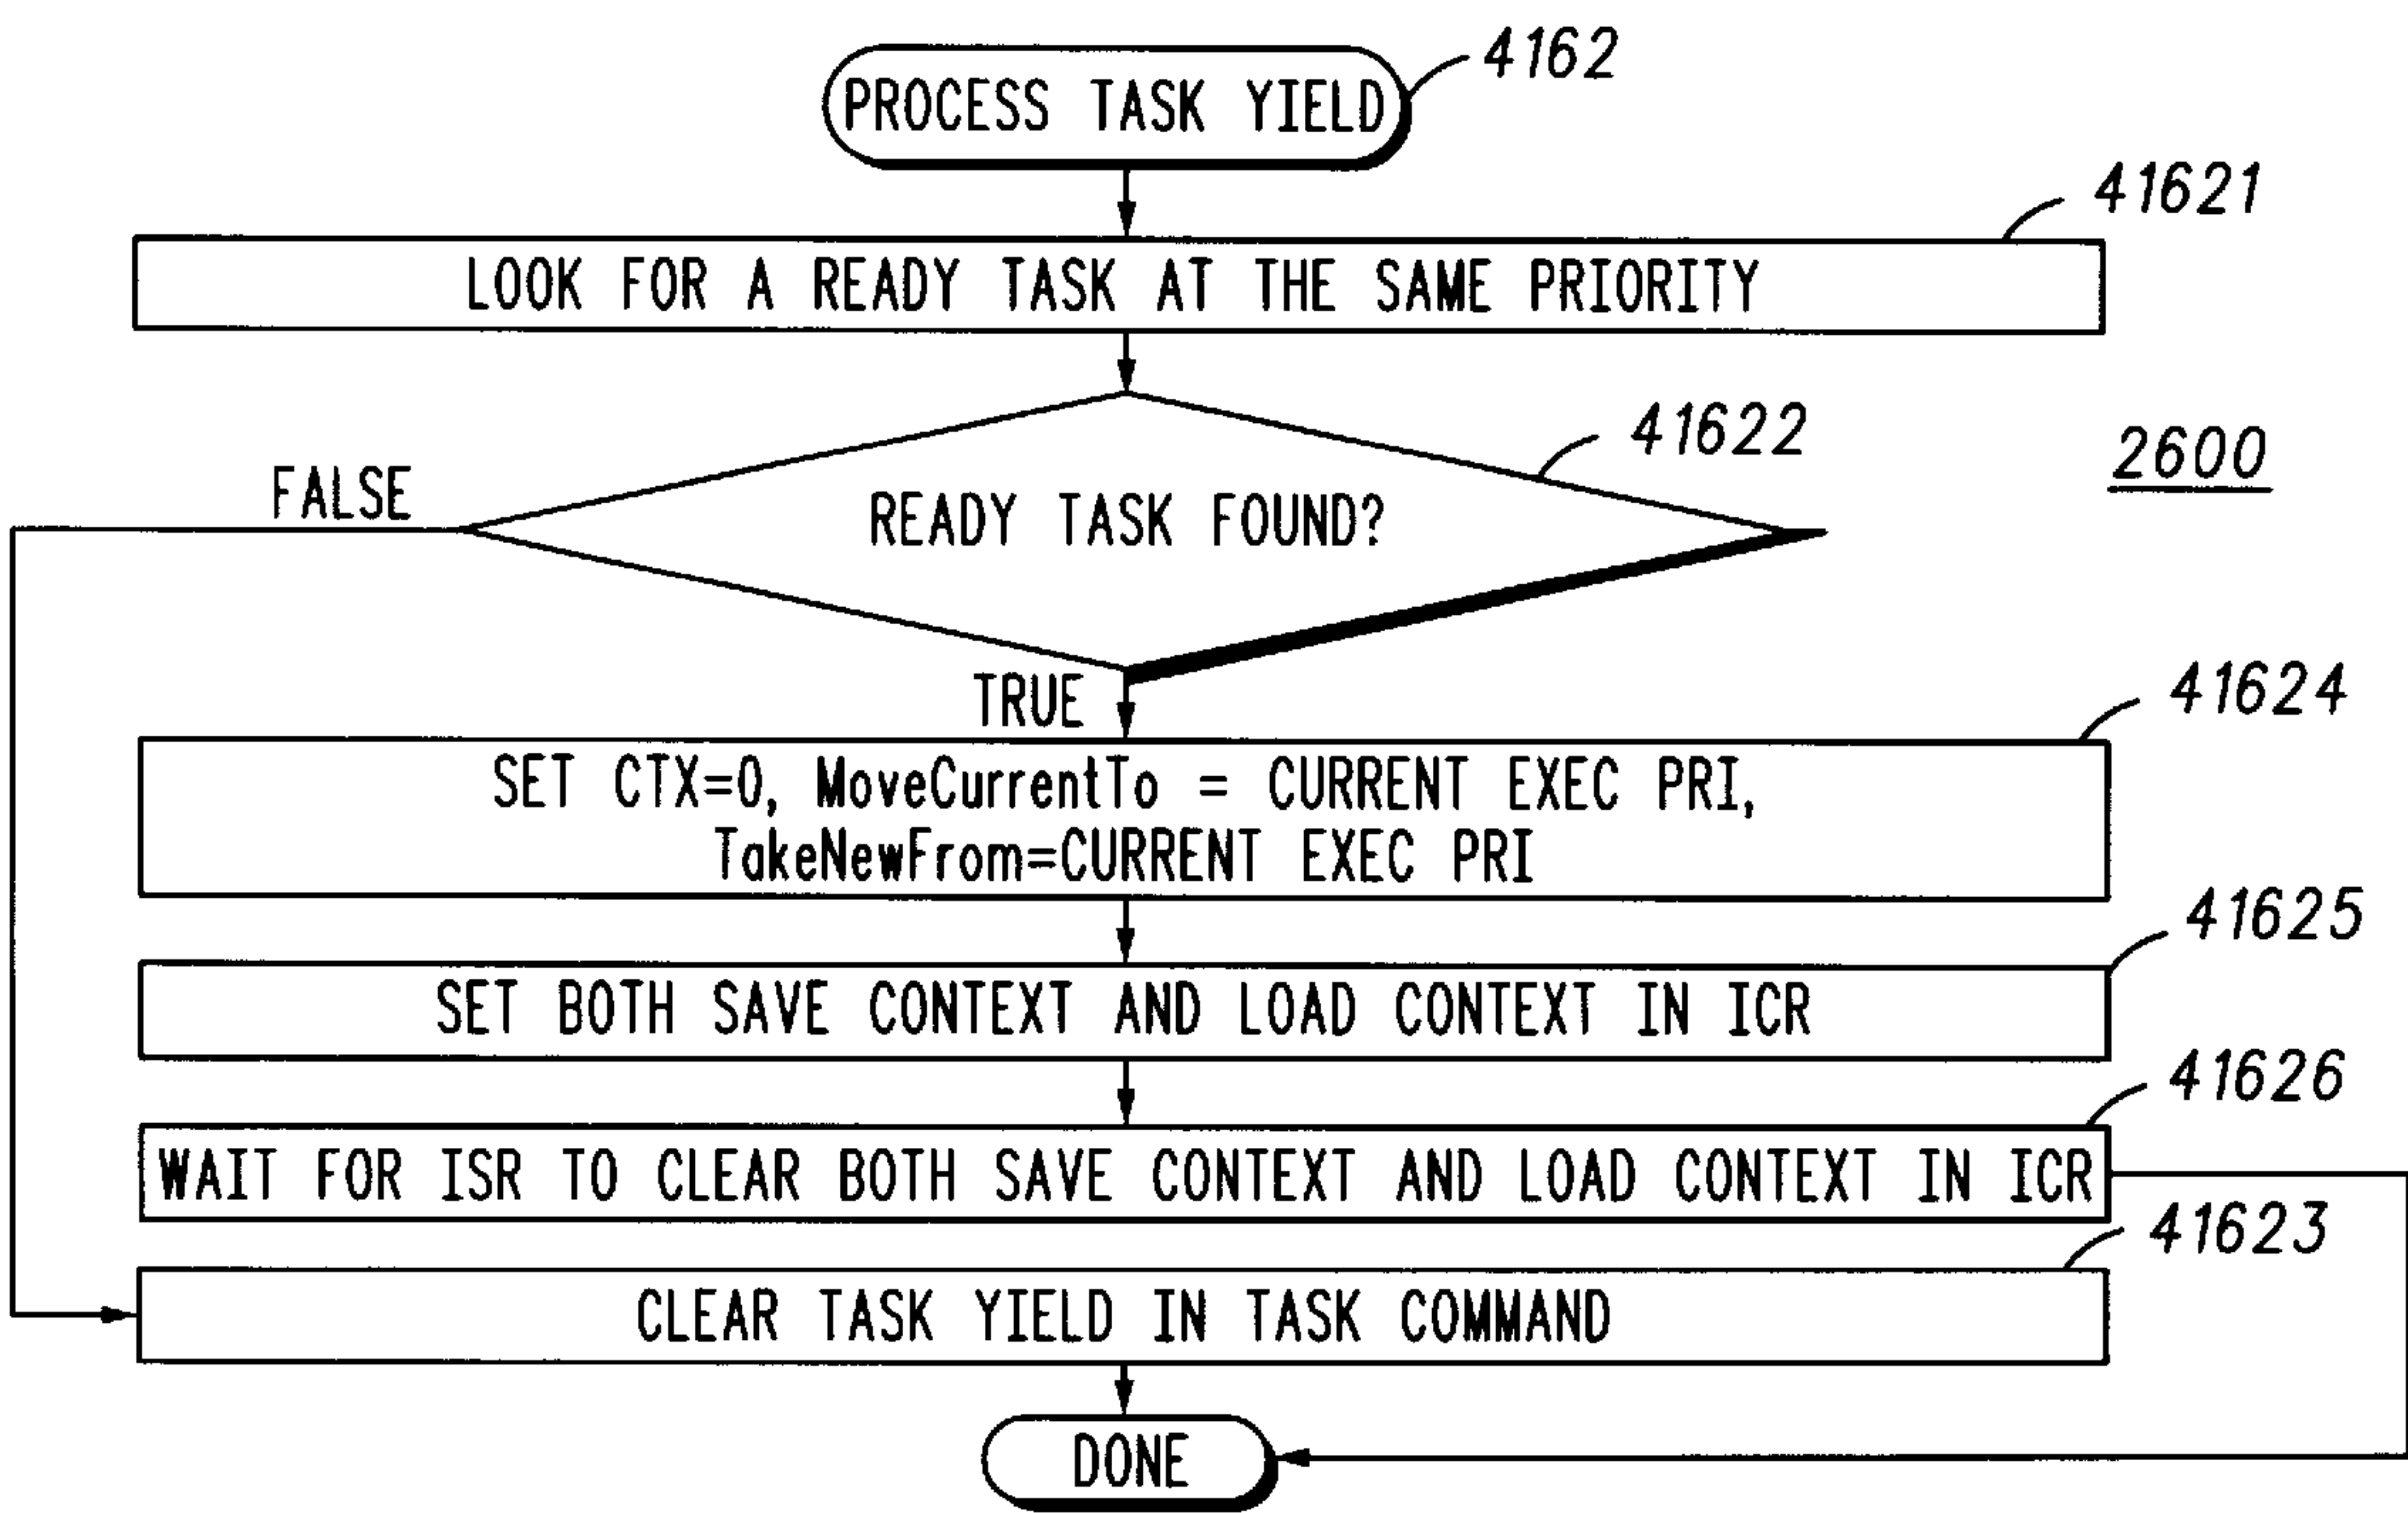 PROCESS TASK YIELD
4162
41621
LOOK FOR A READY TASK AT THE SAME PRIORITY
41622
2600
FALSE
READY TASK FOUND?
TRUE
41624
SET CTX=0, MoveCurrentTo = CURRENT EXEC PRI,
TakeNewFrom=CURRENT EXEC PRI
41625
SET BOTH SAVE CONTEXT AND LOAD CONTEXT IN ICR
41626
WAIT FOR ISR TO CLEAR BOTH SAVE CONTEXT AND LOAD CONTEXT IN ICR
41623
CLEAR TASK YIELD IN TASK COMMAND
DONE